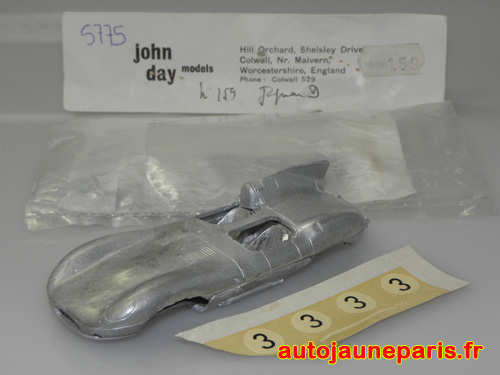 5775
john
day models
Hill Orchard, Shelsley Drive
Colwall, Nr. Malvern,
Worcestershire, England
Phone: Colwall 529
159 Jaguar D
3 3 3 3
autojauneparis.fr